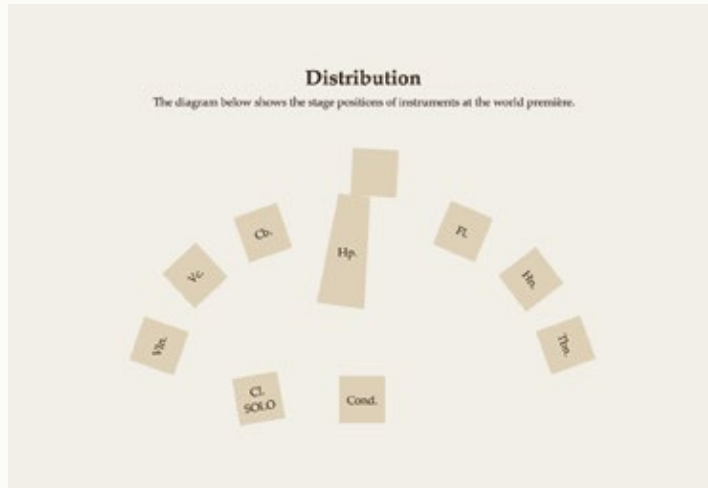 Distribution
The diagram below shows the stage positions of instruments at the world première.
Cb.
Hp.
Fl.
Vc.
Hn.
Vln.
Tbn.
Cl.
SOLO
Cond.